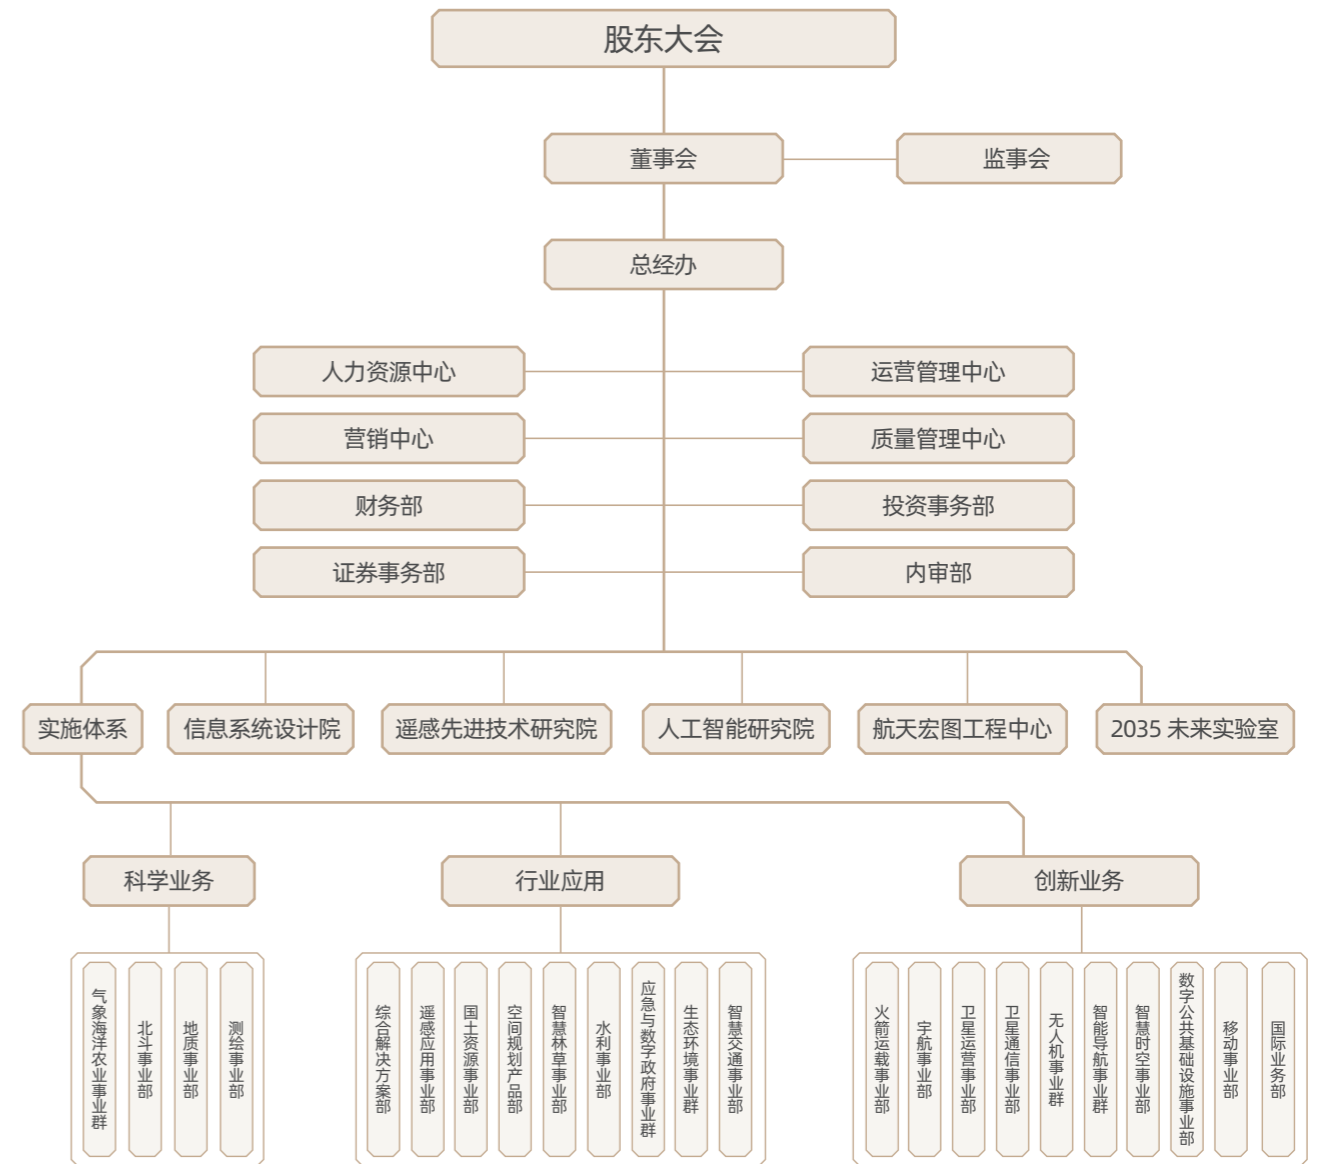 股东大会
董事会
监事会
总经办
人力资源中心
运营管理中心
营销中心
质量管理中心
财务部
投资事务部
证券事务部
内审部
实施体系
信息系统设计院
遥感先进技术研究院
人工智能研究院
航天宏图工程中心
2035 未来实验室
科学业务
行业应用
创新业务
气象海洋农业事业群
北斗事业部
地质事业部
测绘事业部
综合解决方案部
遥感应用事业部
国土资源事业部
空间规划产品部
智慧林草事业部
水利事业部
应急与数字政府事业群
生态环境事业群
智慧交通事业部
火箭运载事业部
宇航事业部
卫星运营事业部
卫星通信事业部
无人机事业群
智能导航事业群
智慧时空事业部
数字公共基础设施事业部
移动事业部
国际业务部